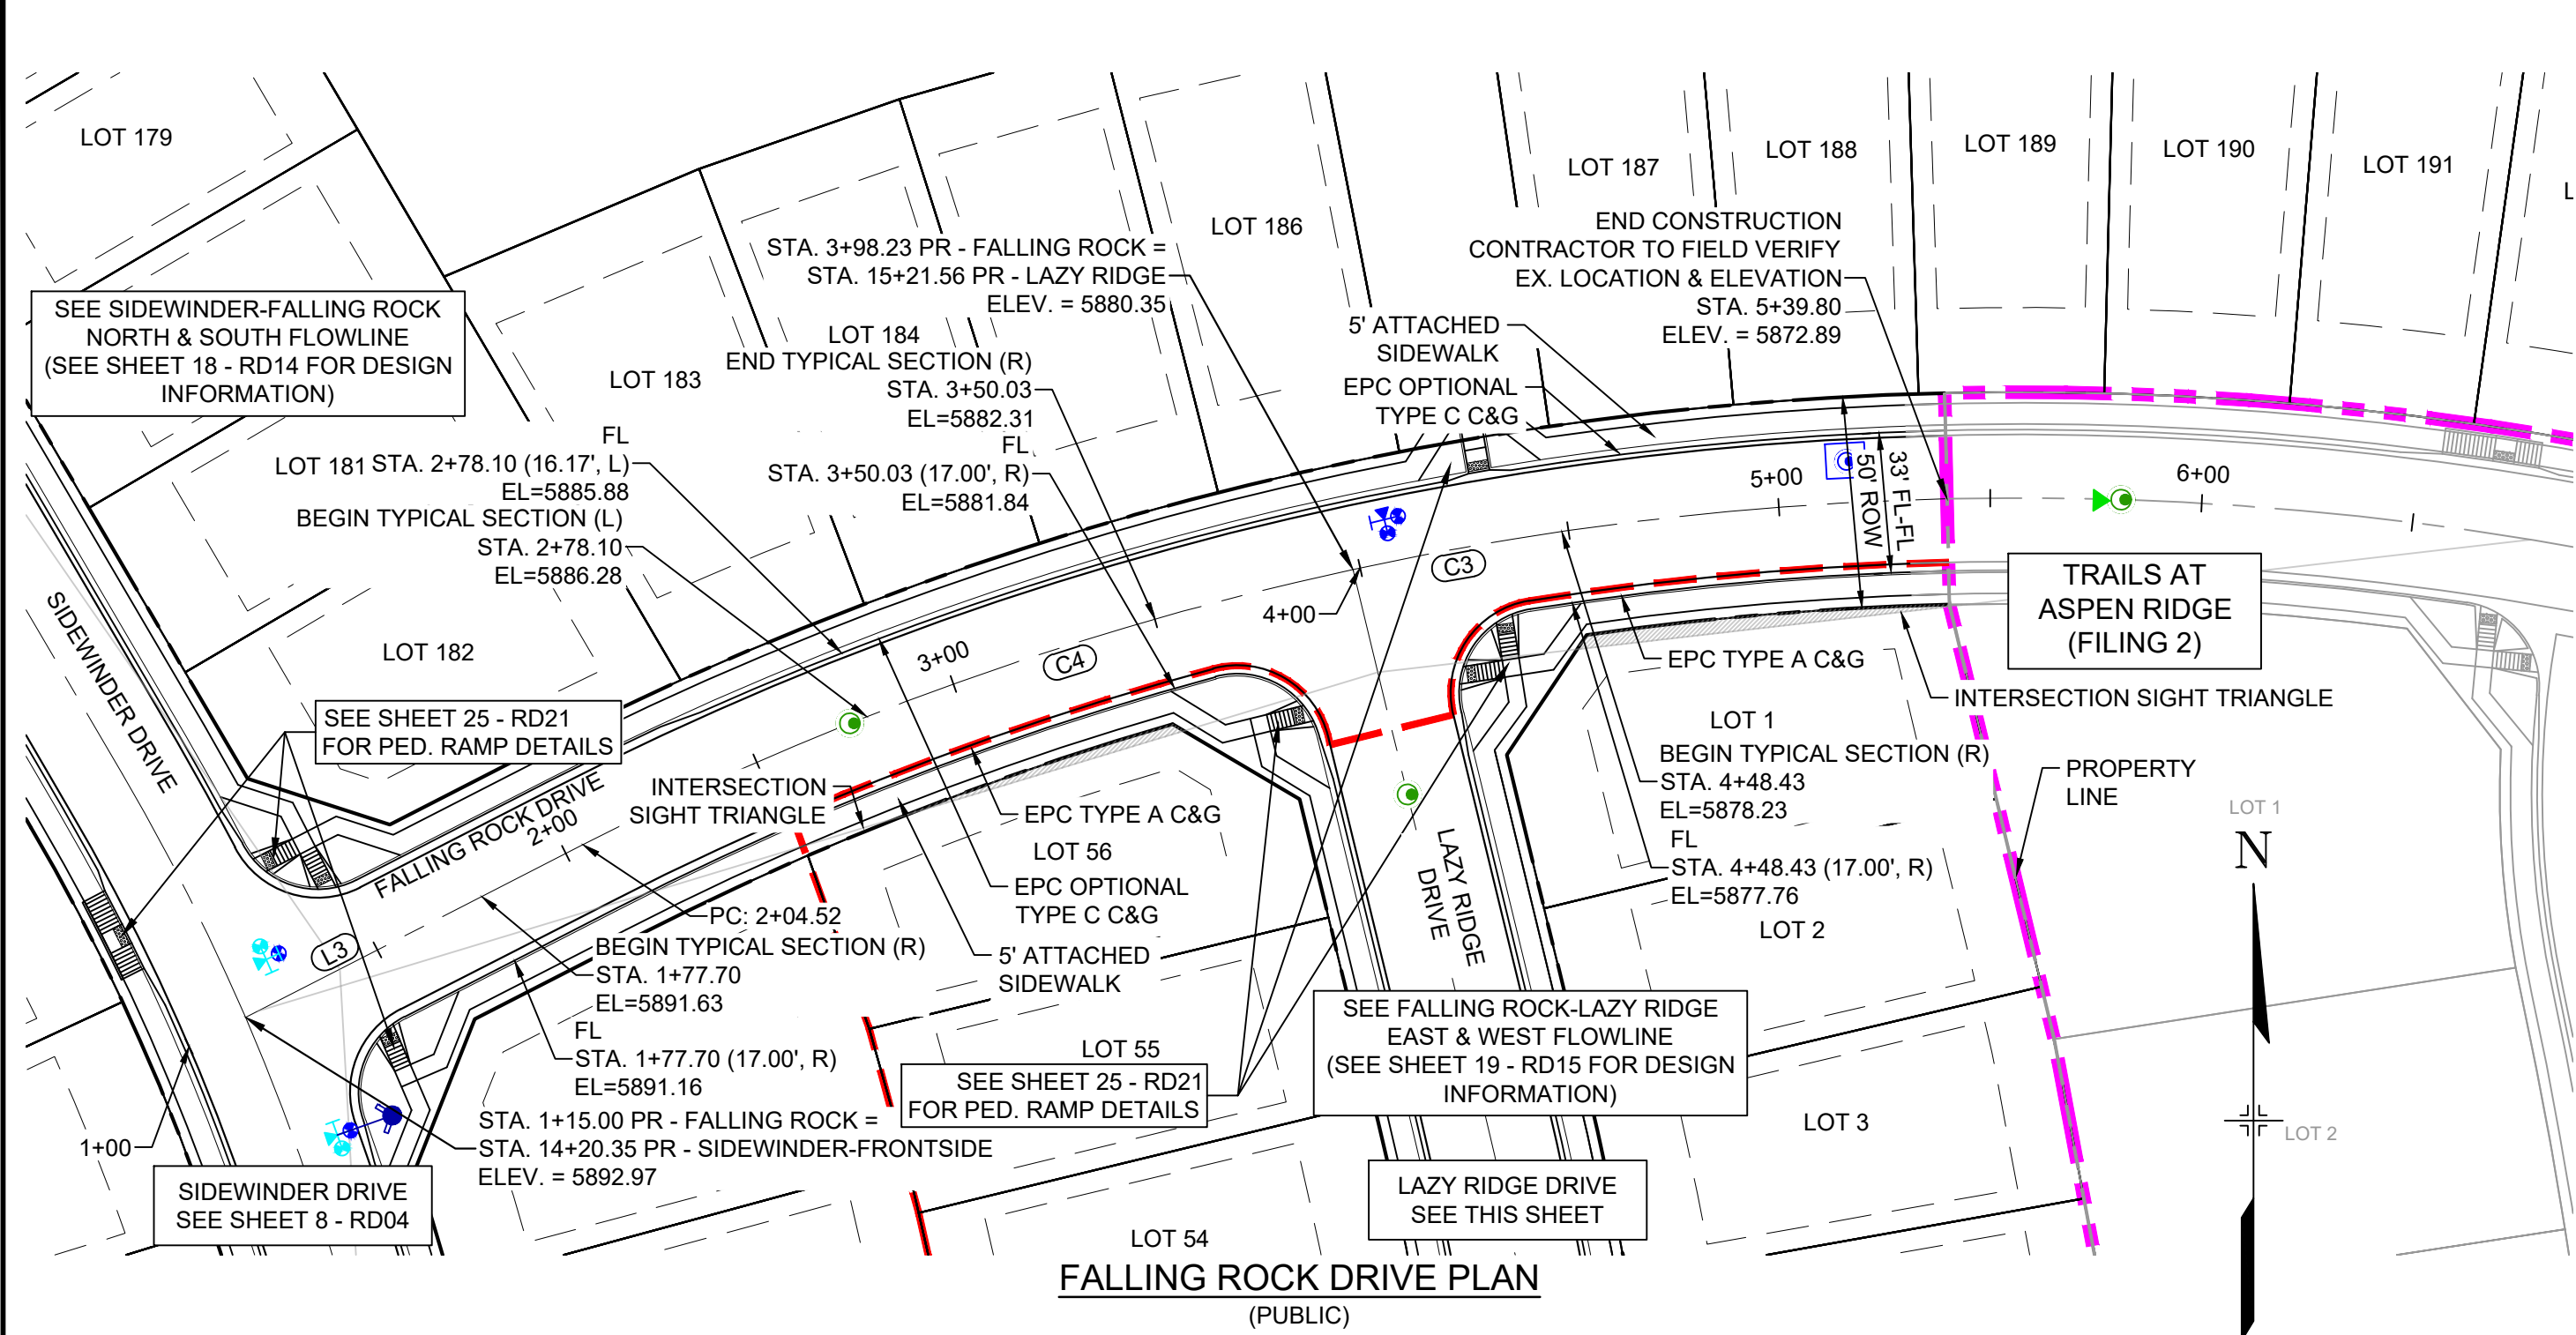 LOT 179
LOT 187
LOT 188
LOT 189
LOT 190
LOT 191
L
LOT 186
SEE SIDEWINDER-FALLING ROCK
NORTH & SOUTH FLOWLINE
(SEE SHEET 18 - RD14 FOR DESIGN
INFORMATION)
STA. 3+98.23 PR - FALLING ROCK =
STA. 15+21.56 PR - LAZY RIDGE
ELEV. = 5880.35
END CONSTRUCTION
CONTRACTOR TO FIELD VERIFY
EX. LOCATION & ELEVATION
STA. 5+39.80
ELEV. = 5872.89
LOT 184
LOT 183
END TYPICAL SECTION (R)
STA. 3+50.03
EL=5882.31
FL
STA. 3+50.03 (17.00', R)
EL=5881.84
5' ATTACHED
SIDEWALK
EPC OPTIONAL
TYPE C C&G
FL
LOT 181
STA. 2+78.10 (16.17', L)
EL=5885.88
BEGIN TYPICAL SECTION (L)
STA. 2+78.10
EL=5886.28
5+00
50' ROW
33' FL-FL
6+00
C3
4+00
3+00
C4
TRAILS AT
ASPEN RIDGE
(FILING 2)
SIDEWINDER DRIVE
LOT 182
SEE SHEET 25 - RD21
FOR PED. RAMP DETAILS
EPC TYPE A C&G
INTERSECTION SIGHT TRIANGLE
LOT 1
BEGIN TYPICAL SECTION (R)
STA. 4+48.43
EL=5878.23
FL
STA. 4+48.43 (17.00', R)
EL=5877.76
PROPERTY
LINE
LOT 1
N
INTERSECTION
SIGHT TRIANGLE
EPC TYPE A C&G
FALLING ROCK DRIVE
2+00
LOT 56
EPC OPTIONAL
TYPE C C&G
LAZY RIDGE
DRIVE
PC: 2+04.52
BEGIN TYPICAL SECTION (R)
STA. 1+77.70
EL=5891.63
FL
STA. 1+77.70 (17.00', R)
EL=5891.16
5' ATTACHED
SIDEWALK
LOT 2
L3
SEE FALLING ROCK-LAZY RIDGE
EAST & WEST FLOWLINE
(SEE SHEET 19 - RD15 FOR DESIGN
INFORMATION)
LOT 55
SEE SHEET 25 - RD21
FOR PED. RAMP DETAILS
LOT 3
LOT 2
STA. 1+15.00 PR - FALLING ROCK =
STA. 14+20.35 PR - SIDEWINDER-FRONTSIDE
ELEV. = 5892.97
1+00
SIDEWINDER DRIVE
SEE SHEET 8 - RD04
LAZY RIDGE DRIVE
SEE THIS SHEET
LOT 54
FALLING ROCK DRIVE PLAN
(PUBLIC)